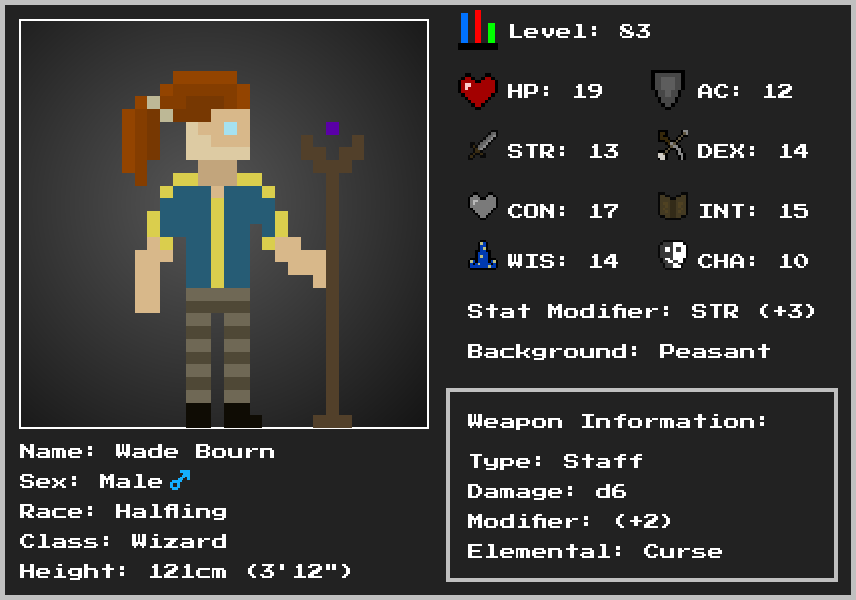 Level: 83
HP: 19
AC: 12
STR: 13
DEX: 14
CON: 17
INT: 15
WIS: 14
CHA: 10
Stat Modifier: STR (+3)
Background: Peasant
Weapon Information:
Type: Staff
Damage: d6
Modifier: (+2)
Elemental: Curse
Name: Wade Bourn
Sex: Male♂
Race: Halfling
Class: Wizard
Height: 121cm (3'12")